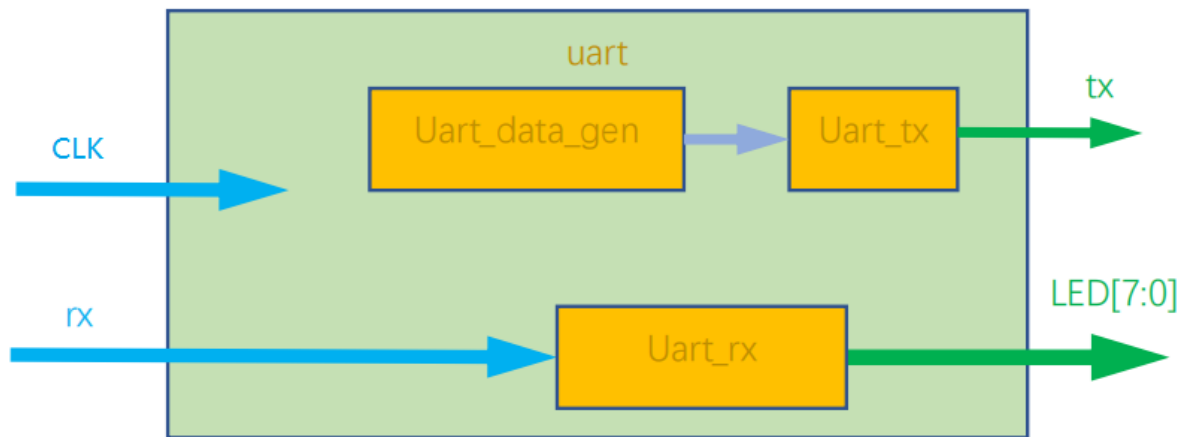 uart
tx
Uart_data_gen
Uart_tx
CLK
LED[7:0]
rx
Uart_rx